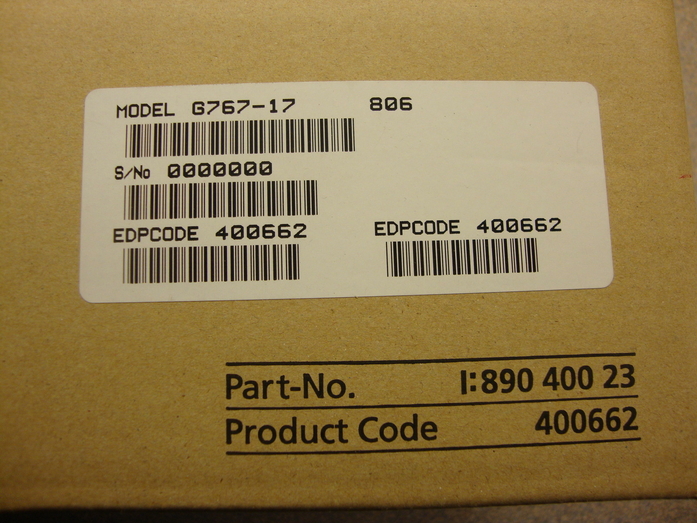 MODEL G767-17 806
S/No 0000000
EDPCODE 400662 EDPCODE 400662
Part-No. I:890 400 23
Product Code 400662